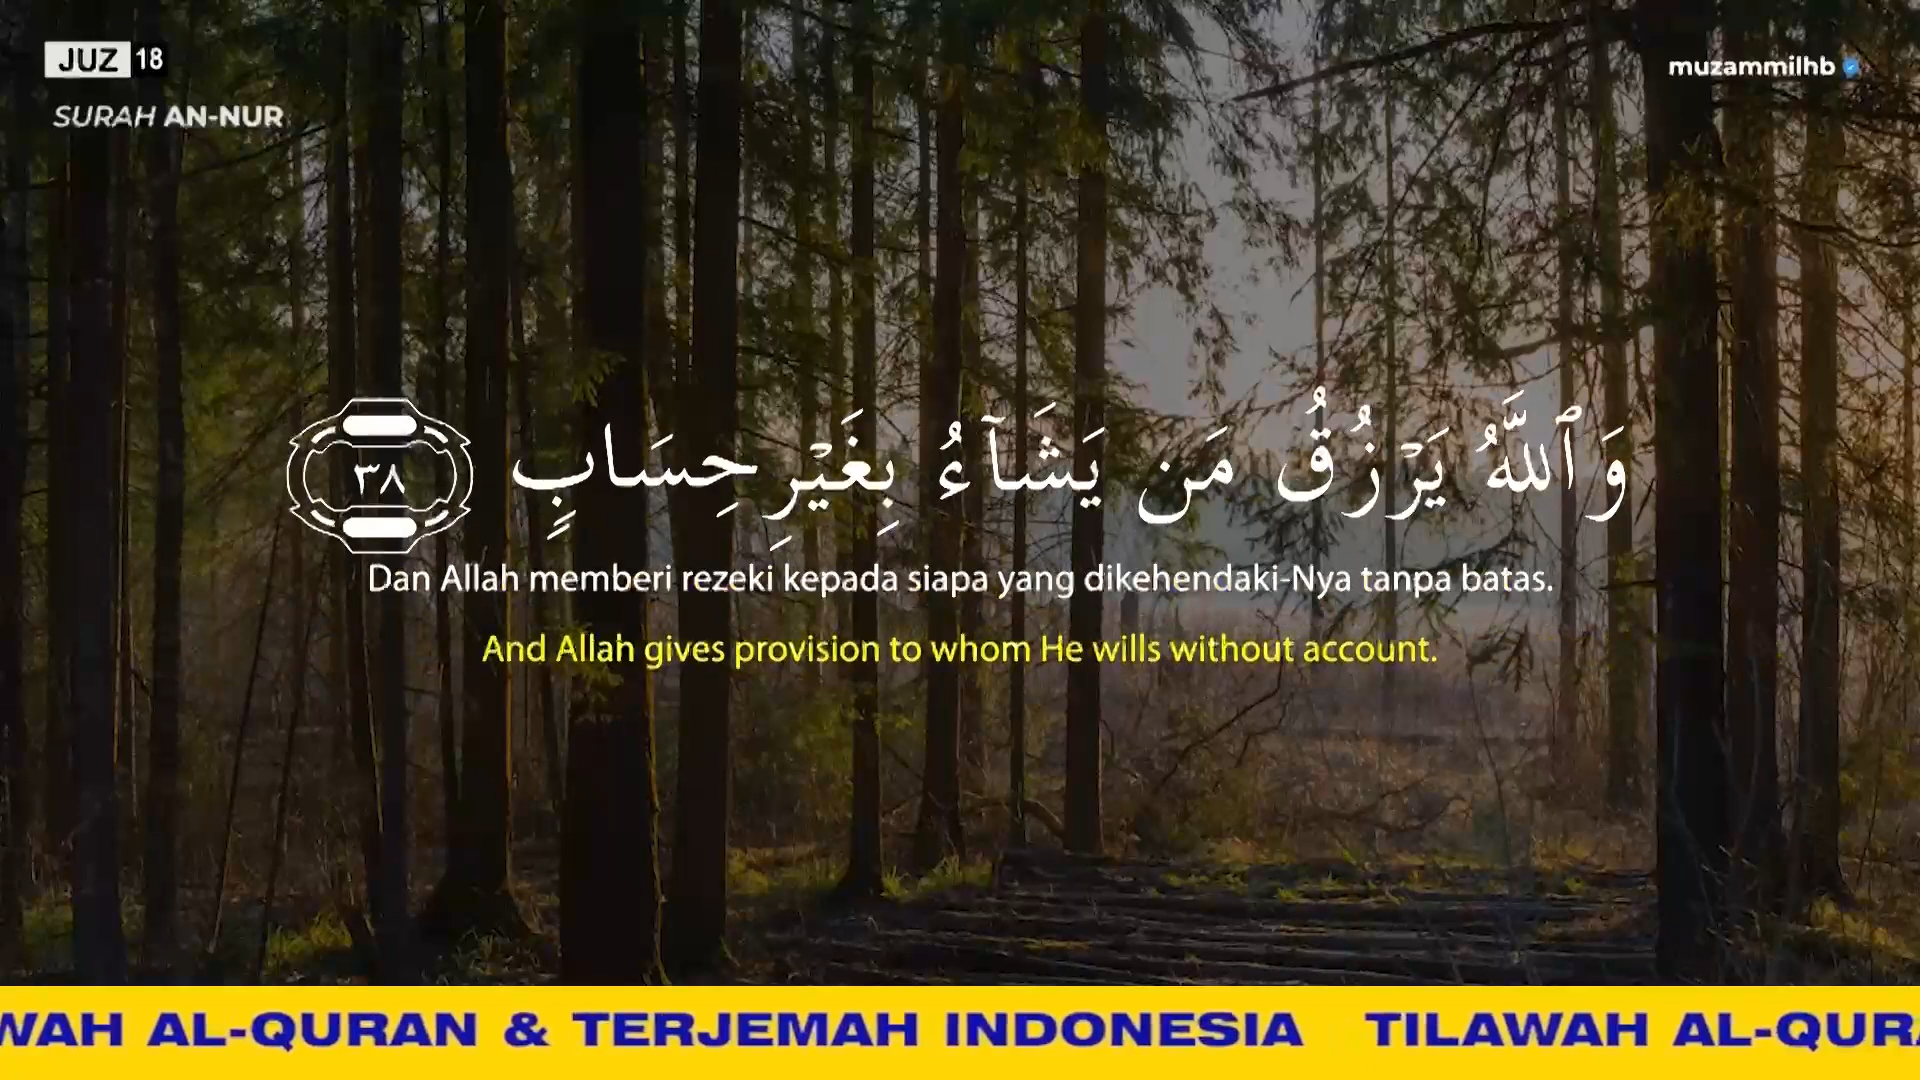 JUZ 18
SURAH AN-NUR
muzammilhb
وَٱللَّهُ يَرْزُقُ مَن يَشَآءُ بِغَيْرِ حِسَابٍ ٣٨
Dan Allah memberi rezeki kepada siapa yang dikehendaki-Nya tanpa batas.
And Allah gives provision to whom He wills without account.
WAH AL-QURAN & TERJEMAH INDONESIA TILAWAH AL-QURA